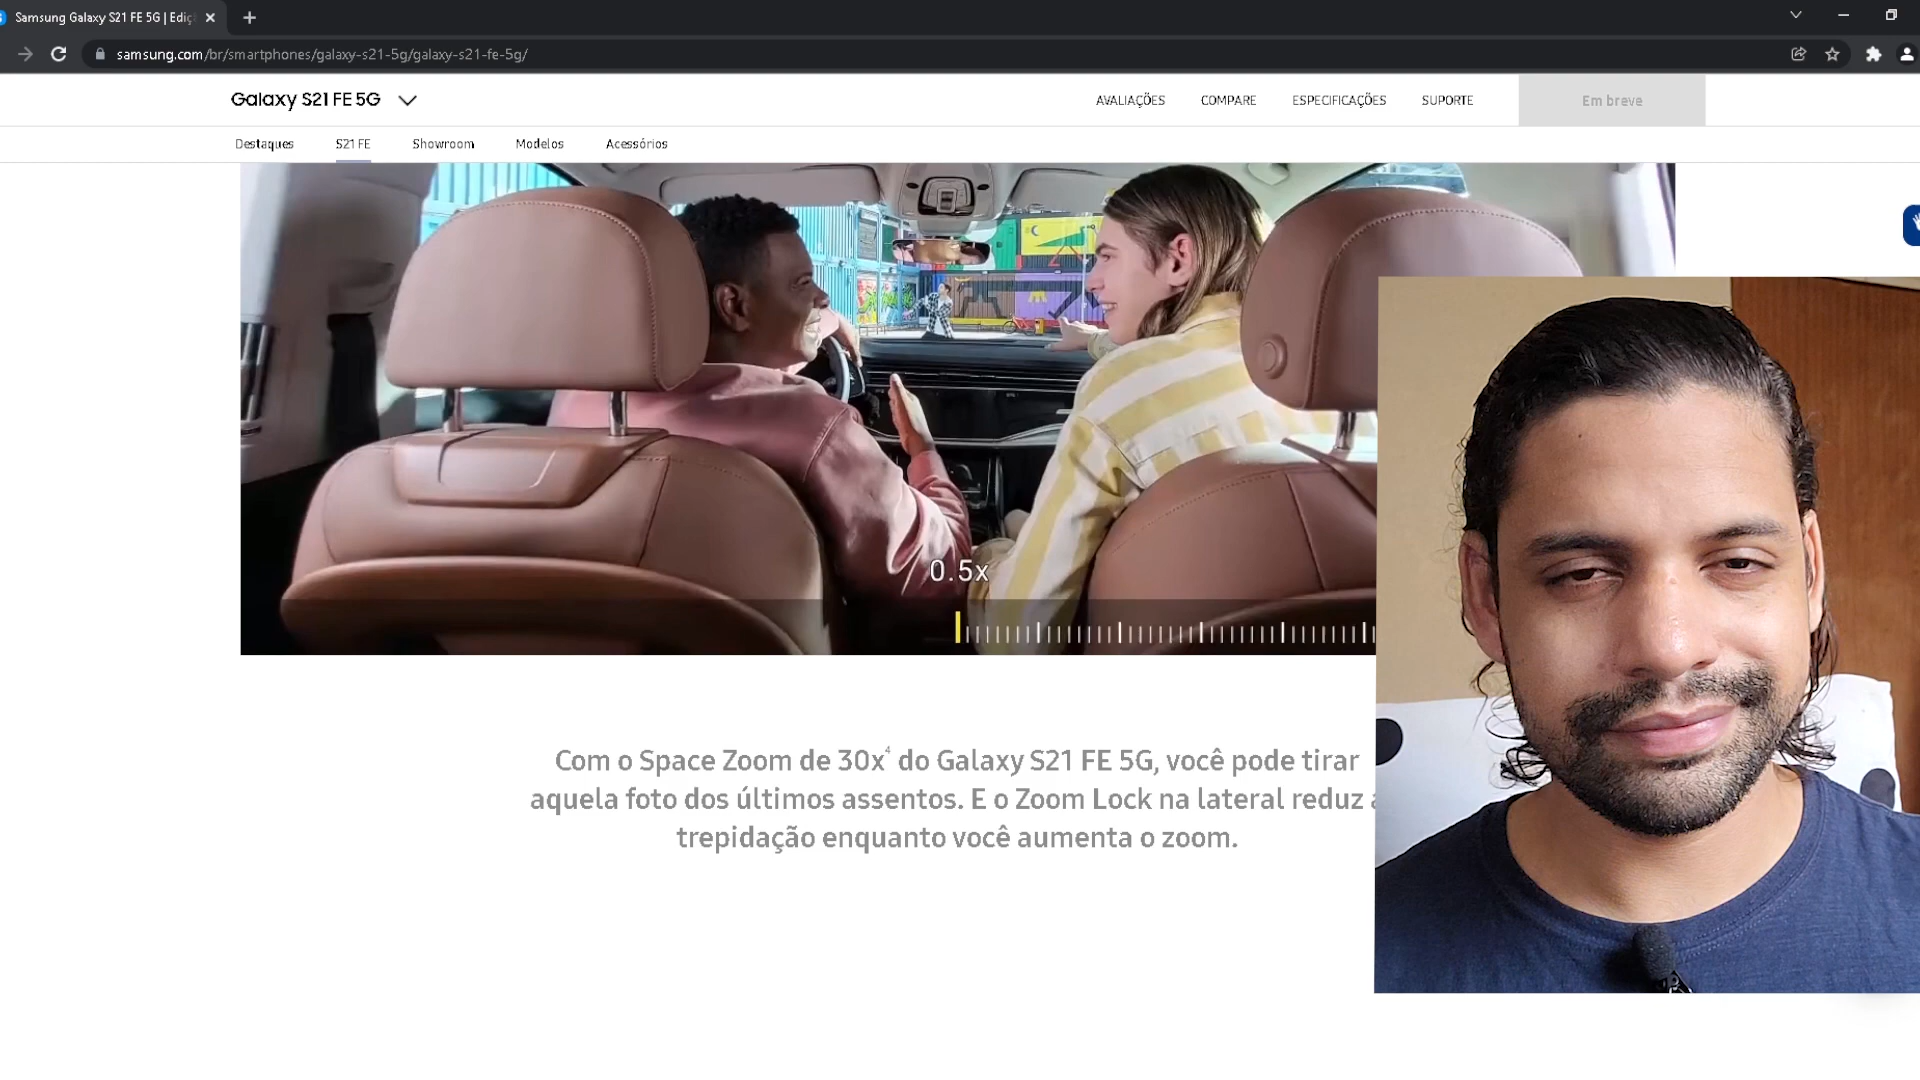 Samsung Galaxy S21 FE 5G | Ediç
samsung.com/br/smartphones/galaxy-s21-5g/galaxy-s21-fe-5g/
Galaxy S21 FE 5G
AVALIAÇÕES COMPARE ESPECIFICAÇÕES SUPORTE Em breve
Destaques S21 FE Showroom Modelos Acessórios
0.5x
Com o Space Zoom de 30x⁴ do Galaxy S21 FE 5G, você pode tirar
aquela foto dos últimos assentos. E o Zoom Lock na lateral reduz a
trepidação enquanto você aumenta o zoom.